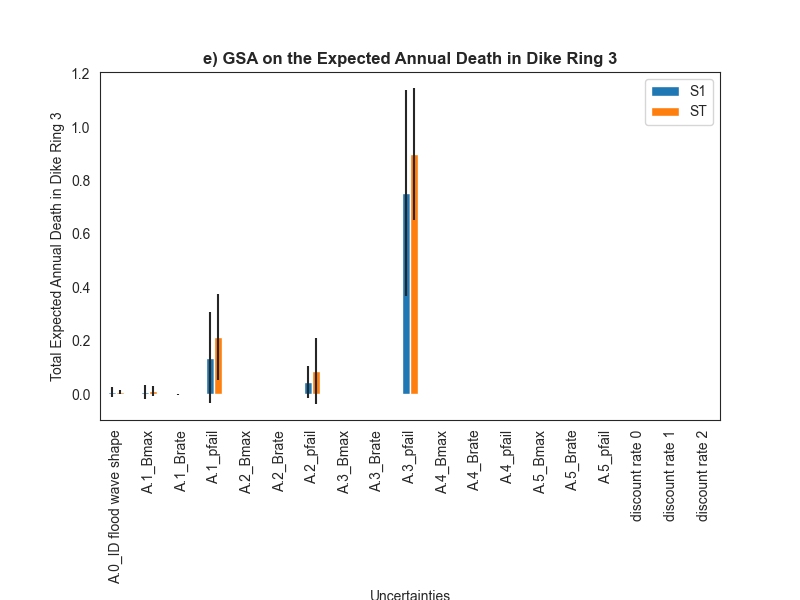 e) GSA on the Expected Annual Death in Dike Ring 3
S1
ST
Total Expected Annual Death in Dike Ring 3
1.2
1.0
0.8
0.6
0.4
0.2
0.0
A.0_ID flood wave shape
A.1_Bmax
A.1_Brate
A.1_pfail
A.2_Bmax
A.2_Brate
A.2_pfail
A.3_Bmax
A.3_Brate
A.3_pfail
A.4_Bmax
A.4_Brate
A.4_pfail
A.5_Bmax
A.5_Brate
A.5_pfail
discount rate 0
discount rate 1
discount rate 2
Uncertainties